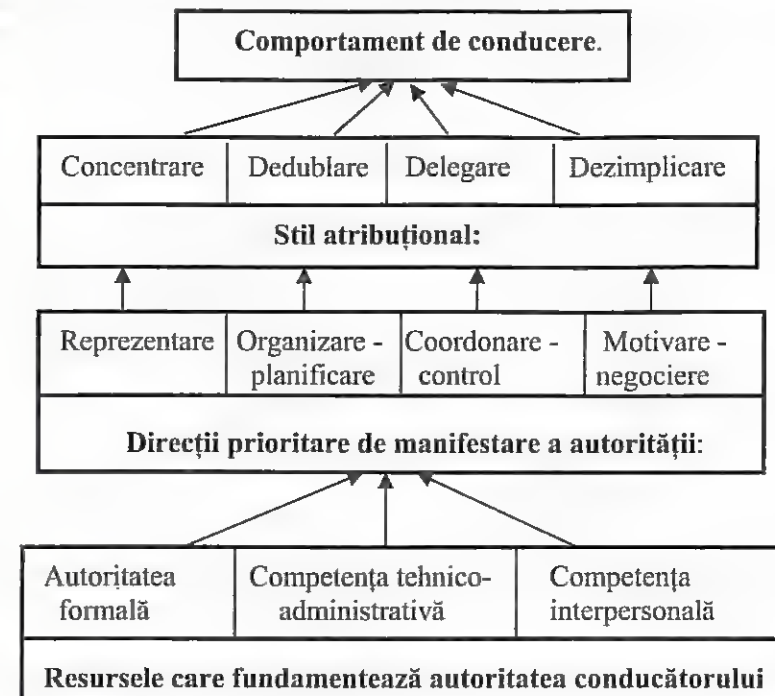 Comportament de conducere.
Concentrare Dedublare Delegare Dezimplicare
Stil atribuțional:
Reprezentare Organizare - Coordonare - Motivare -
planificare control negociere
Direcții prioritare de manifestare a autorității:
Autoritatea Competența tehnico- Competența
formală administrativă interpersonală
Resursele care fundamentează autoritatea conducătorului